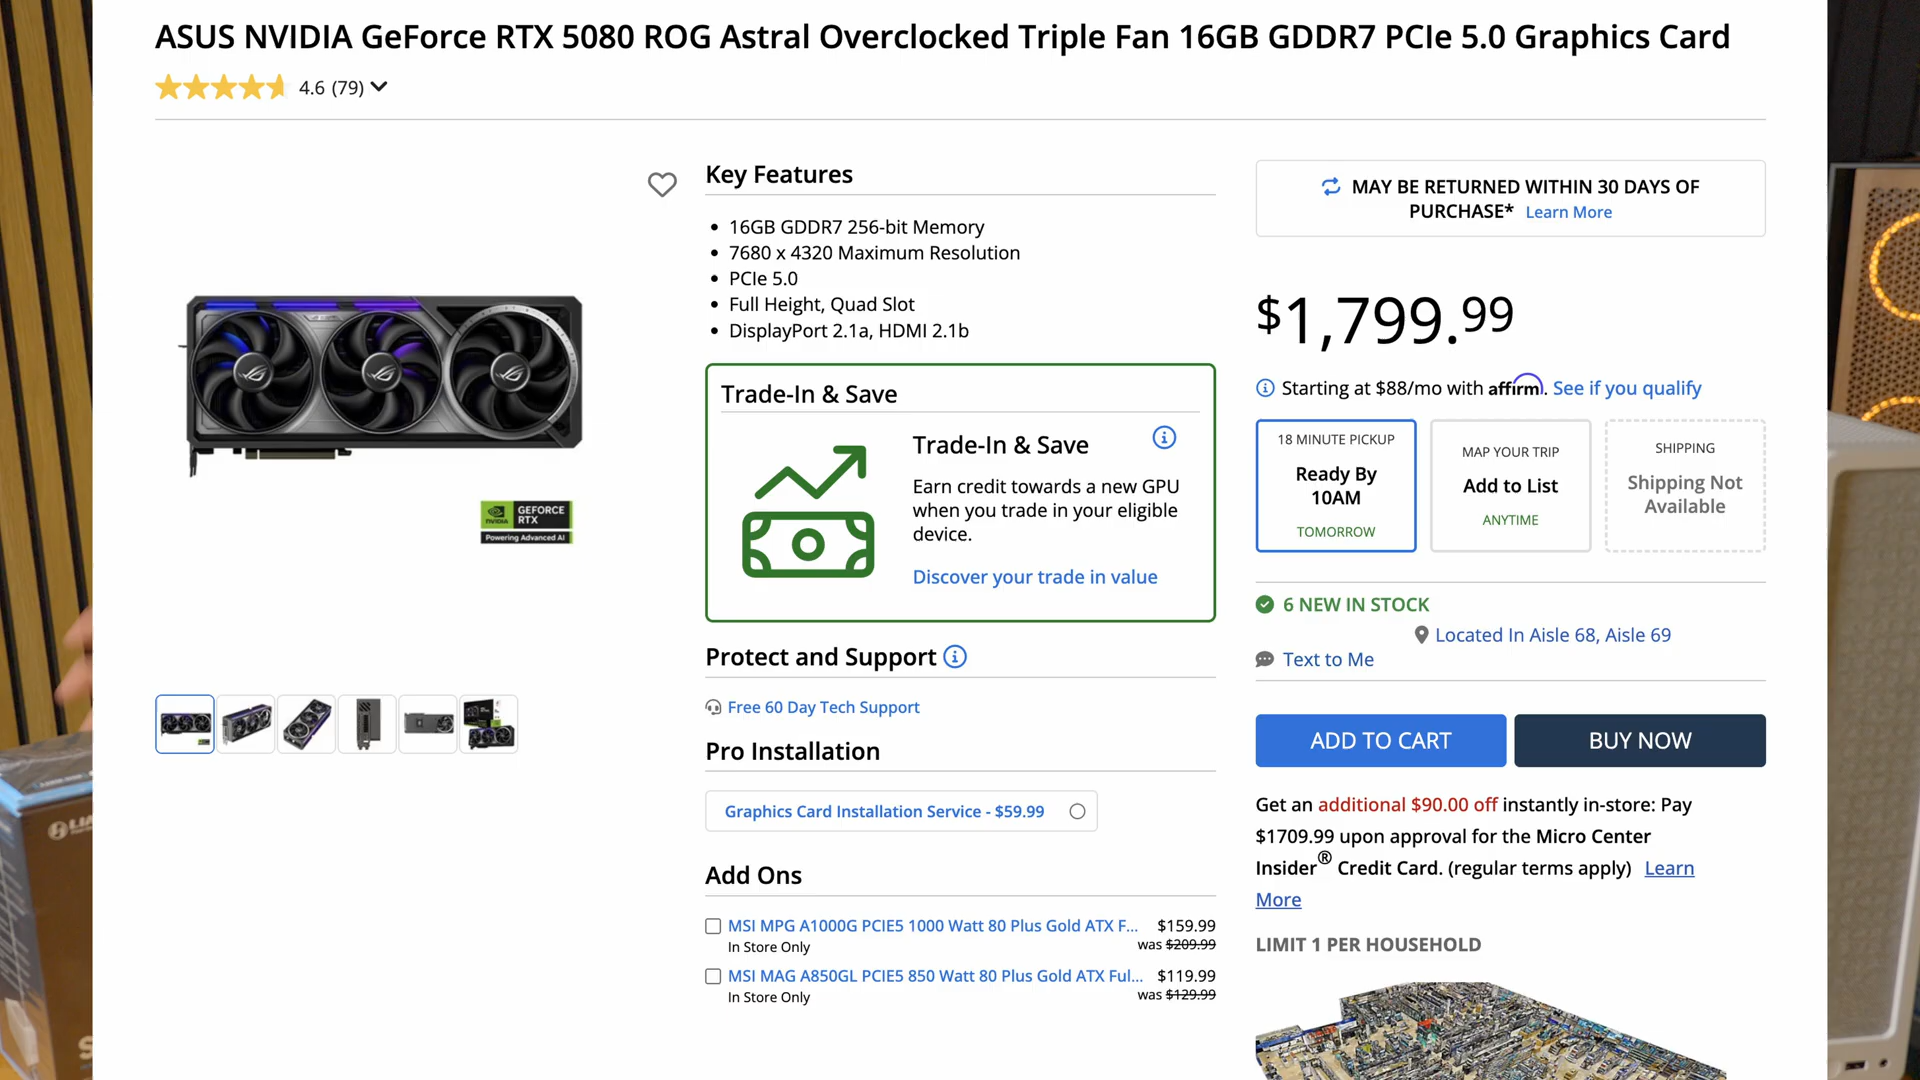 ASUS NVIDIA GeForce RTX 5080 ROG Astral Overclocked Triple Fan 16GB GDDR7 PCIe 5.0 Graphics Card
4.6 (79)
NVIDIA
GEFORCE
RTX
Powering Advanced AI
Key Features
16GB GDDR7 256-bit Memory
7680 x 4320 Maximum Resolution
PCIe 5.0
Full Height, Quad Slot
DisplayPort 2.1a, HDMI 2.1b
Trade-In & Save
Trade-In & Save
Earn credit towards a new GPU
when you trade in your eligible
device.
Discover your trade in value
Protect and Support
Free 60 Day Tech Support
Pro Installation
Graphics Card Installation Service - $59.99
Add Ons
MSI MPG A1000G PCIE5 1000 Watt 80 Plus Gold ATX F... $159.99
In Store Only was $209.99
MSI MAG A850GL PCIE5 850 Watt 80 Plus Gold ATX Ful... $119.99
In Store Only was $129.99
MAY BE RETURNED WITHIN 30 DAYS OF
PURCHASE* Learn More
$1,799.99
Starting at $88/mo with affirm. See if you qualify
18 MINUTE PICKUP
Ready By
10AM
TOMORROW
MAP YOUR TRIP
Add to List
ANYTIME
SHIPPING
Shipping Not
Available
6 NEW IN STOCK
Located In Aisle 68, Aisle 69
Text to Me
ADD TO CART
BUY NOW
Get an additional $90.00 off instantly in-store: Pay
$1709.99 upon approval for the Micro Center
Insider® Credit Card. (regular terms apply) Learn
More
LIMIT 1 PER HOUSEHOLD